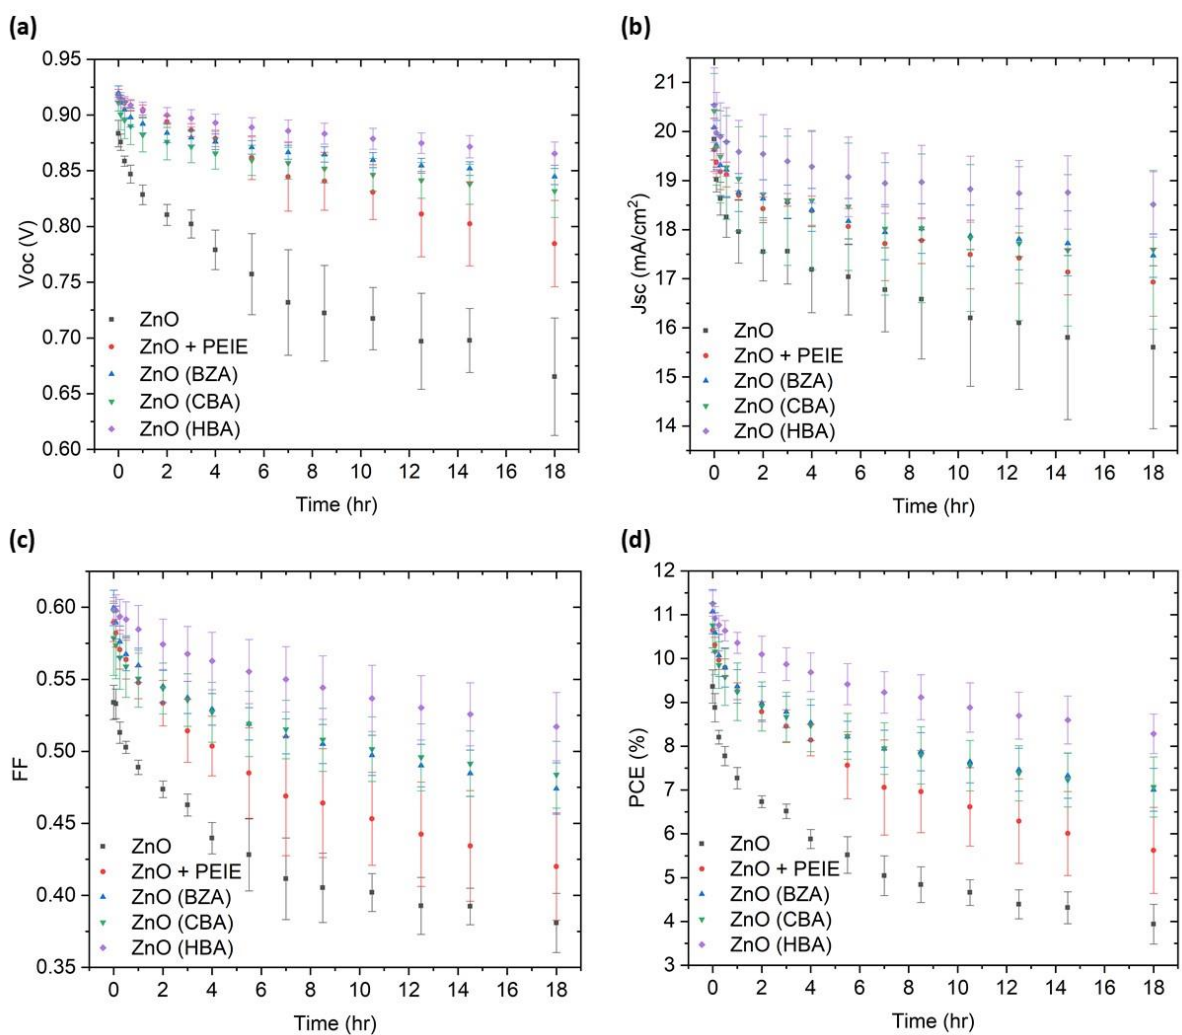 (a)
0.95
0.90
0.85
0.80
0.75
0.70
0.65
0.60
Voc (V)
ZnO
ZnO + PEIE
ZnO (BZA)
ZnO (CBA)
ZnO (HBA)
0 2 4 6 8 10 12 14 16 18
Time (hr)
(b)
21
20
19
18
17
16
15
14
Jsc (mA/cm²)
ZnO
ZnO + PEIE
ZnO (BZA)
ZnO (CBA)
ZnO (HBA)
0 2 4 6 8 10 12 14 16 18
Time (hr)
(c)
0.60
0.55
0.50
0.45
0.40
0.35
FF
ZnO
ZnO + PEIE
ZnO (BZA)
ZnO (CBA)
ZnO (HBA)
0 2 4 6 8 10 12 14 16 18
Time (hr)
(d)
12
11
10
9
8
7
6
5
4
3
PCE (%)
ZnO
ZnO + PEIE
ZnO (BZA)
ZnO (CBA)
ZnO (HBA)
0 2 4 6 8 10 12 14 16 18
Time (hr)